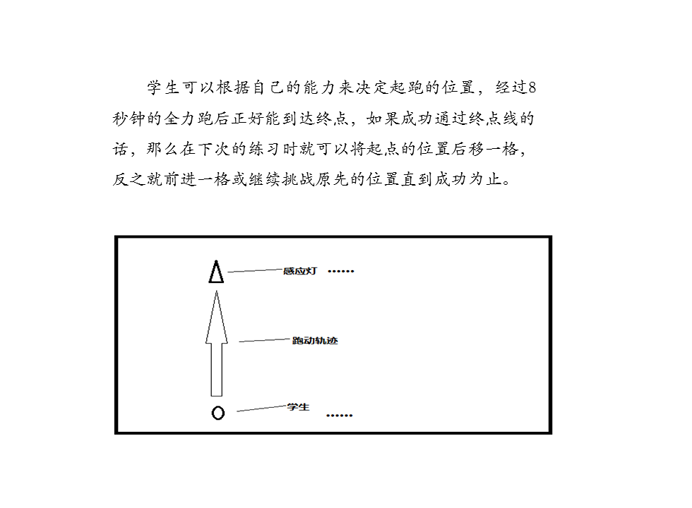 学生可以根据自己的能力来决定起跑的位置，经过8
秒钟的全力跑后正好能到达终点，如果成功通过终点线的
话，那么在下次的练习时就可以将起点的位置后移一格，
反之就前进一格或继续挑战原先的位置直到成功为止。
感应灯 ……
跑动轨迹
学生 ……